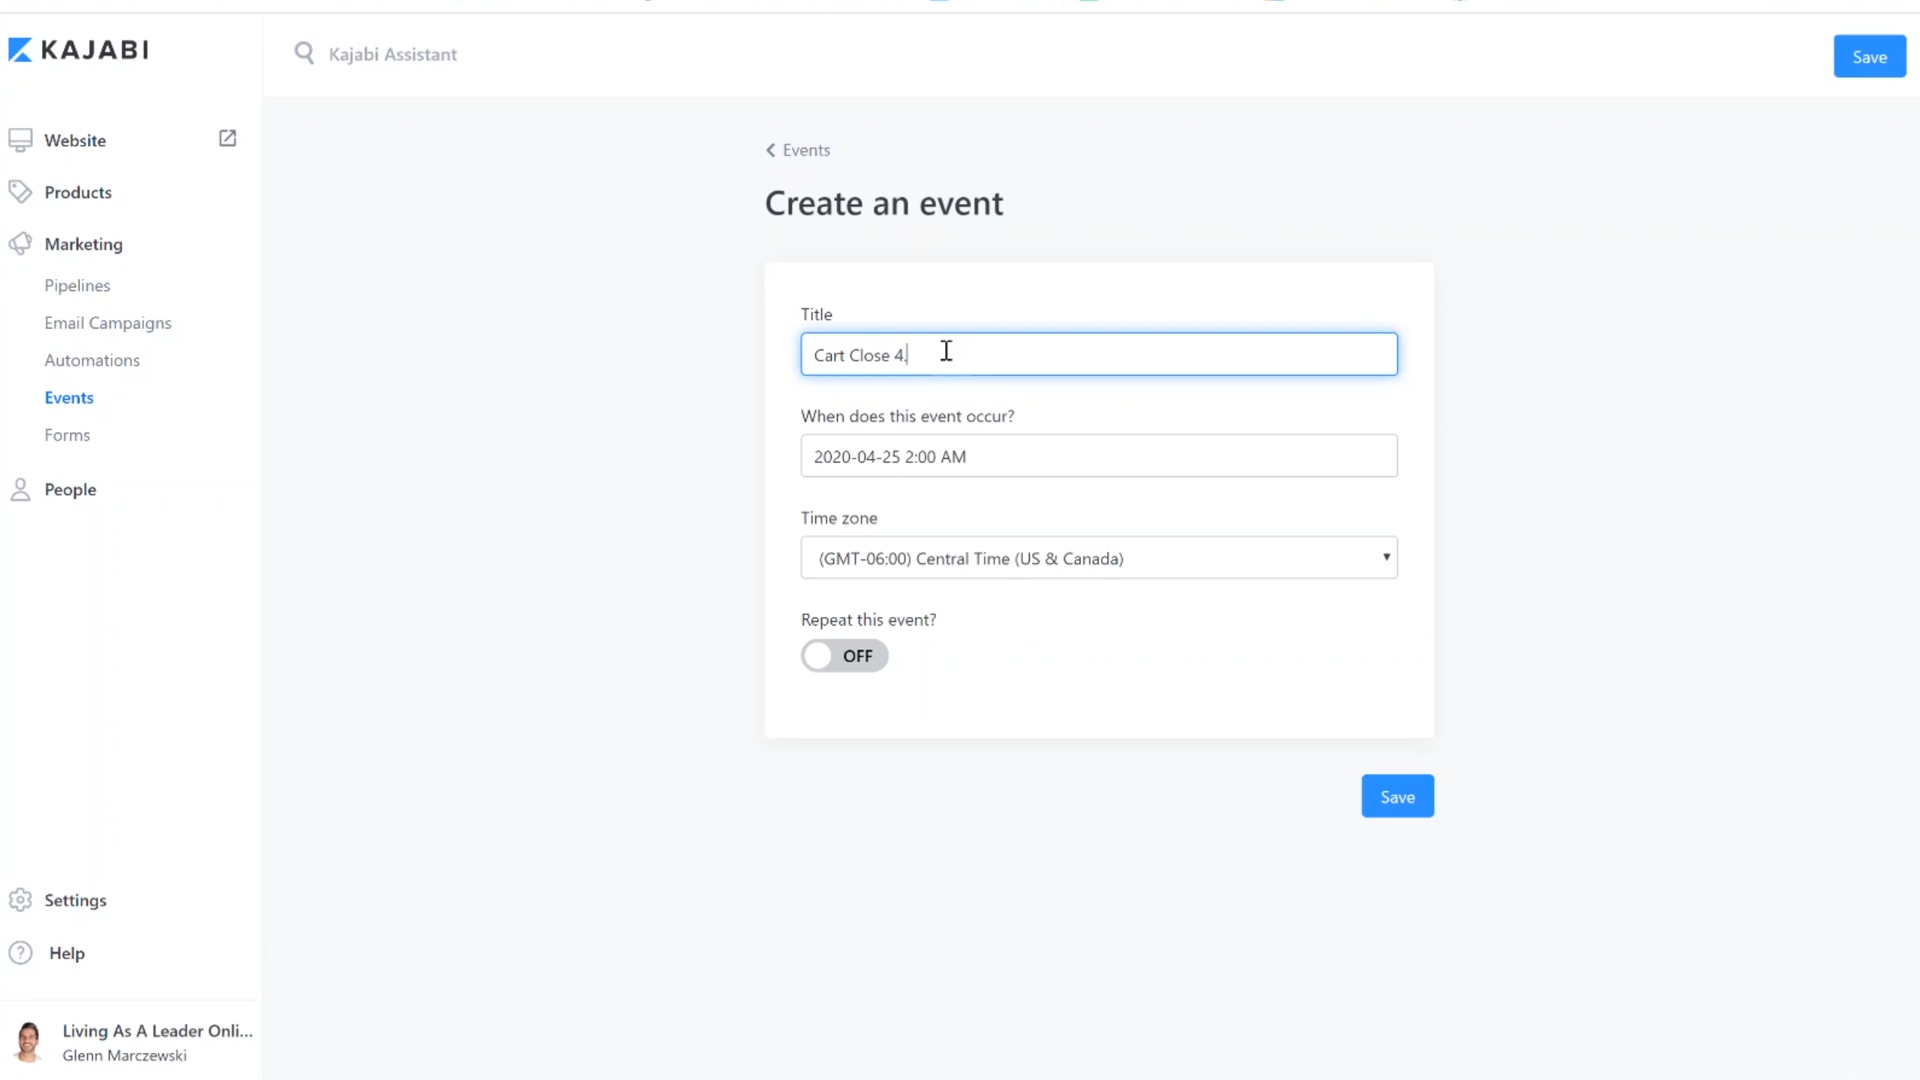 KAJABI
Kajabi Assistant
Save
Website
Products
Marketing
Pipelines
Email Campaigns
Automations
Events
Forms
People
Settings
? Help
Living As A Leader Onli...
Glenn Marczewski
Events
Create an event
Title
Cart Close 4.
When does this event occur?
2020-04-25 2:00 AM
Time zone
(GMT-06:00) Central Time (US & Canada)
Repeat this event?
OFF
Save